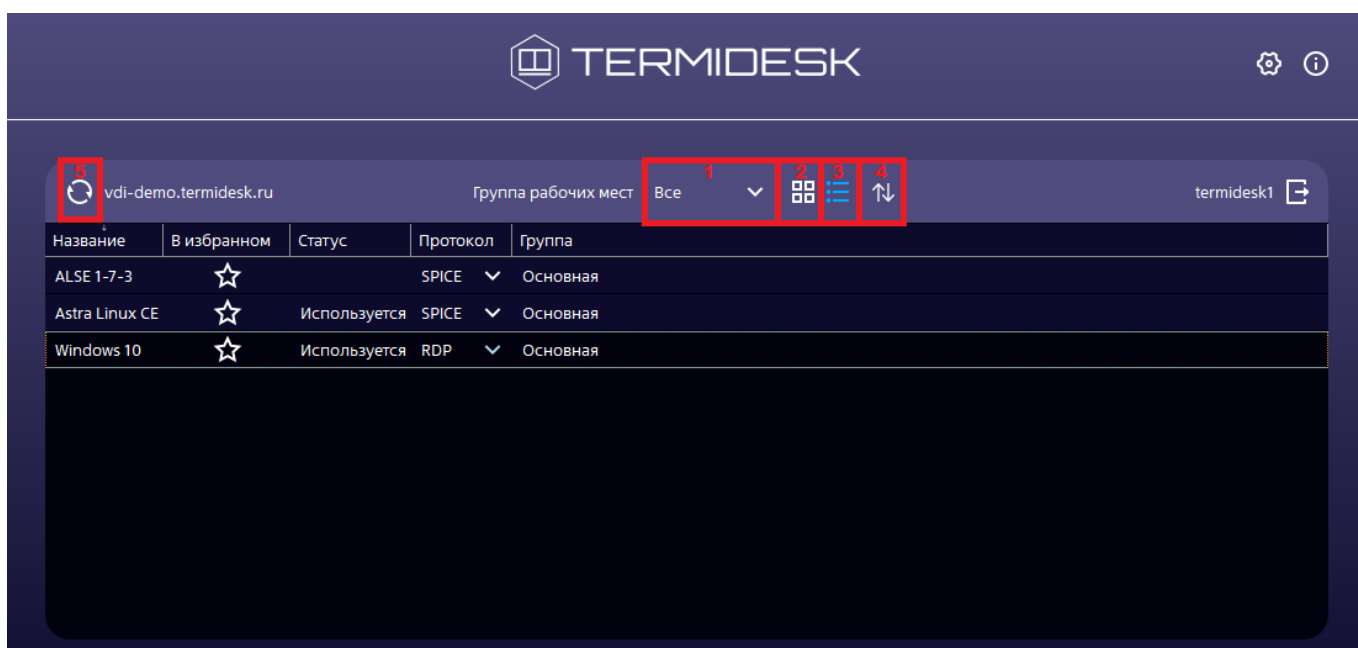 TERMIDESK
5 1 2 3 4
vdi-demo.termidesk.ru Группа рабочих мест Все termidesk1
Название В избранном Статус Протокол Группа
ALSE 1-7-3 SPICE Основная
Astra Linux CE Используется SPICE Основная
Windows 10 Используется RDP Основная